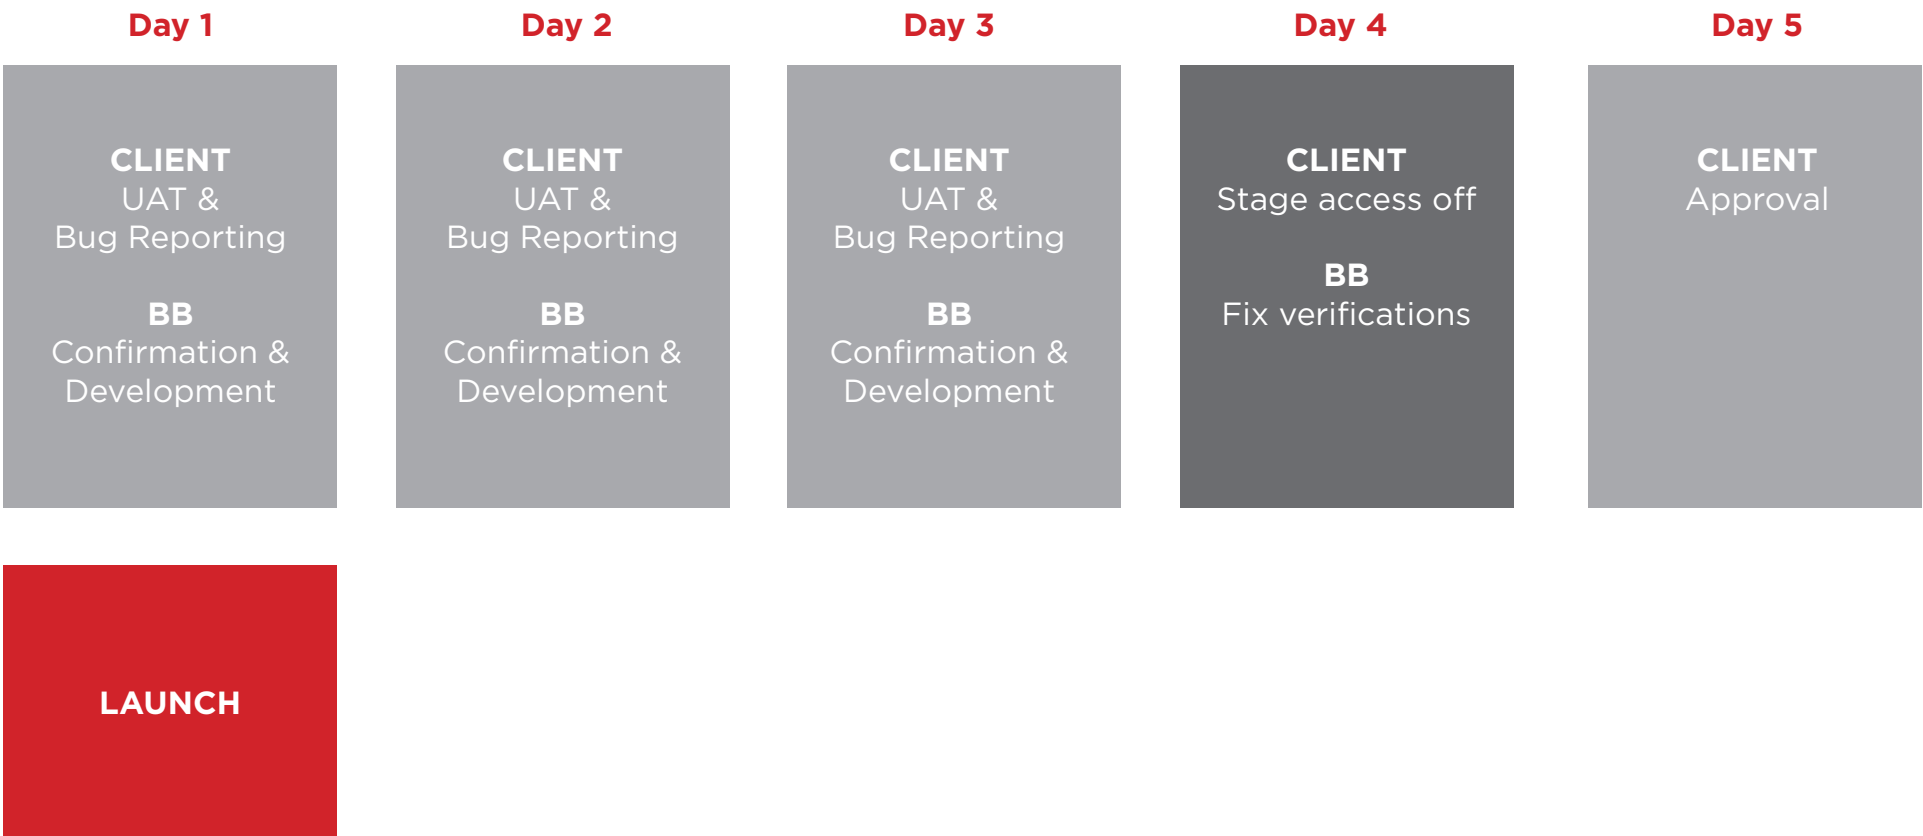 Day 1
CLIENT
UAT &
Bug Reporting
BB
Confirmation &
Development
Day 2
CLIENT
UAT &
Bug Reporting
BB
Confirmation &
Development
Day 3
CLIENT
UAT &
Bug Reporting
BB
Confirmation &
Development
Day 4
CLIENT
Stage access off
BB
Fix verifications
Day 5
CLIENT
Approval
LAUNCH